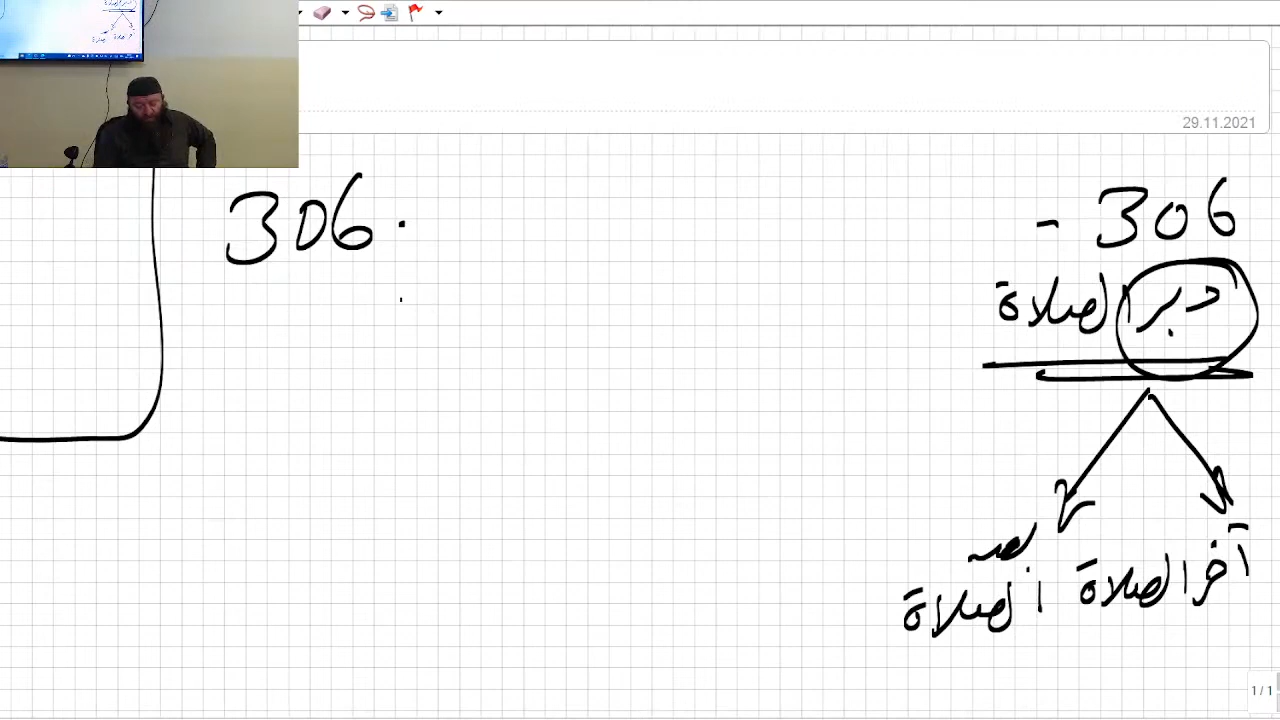 29.11.2021
306 -
306 .
دبر الصلاة
آخر الصلاة
بعد
الصلاة
1 / 1